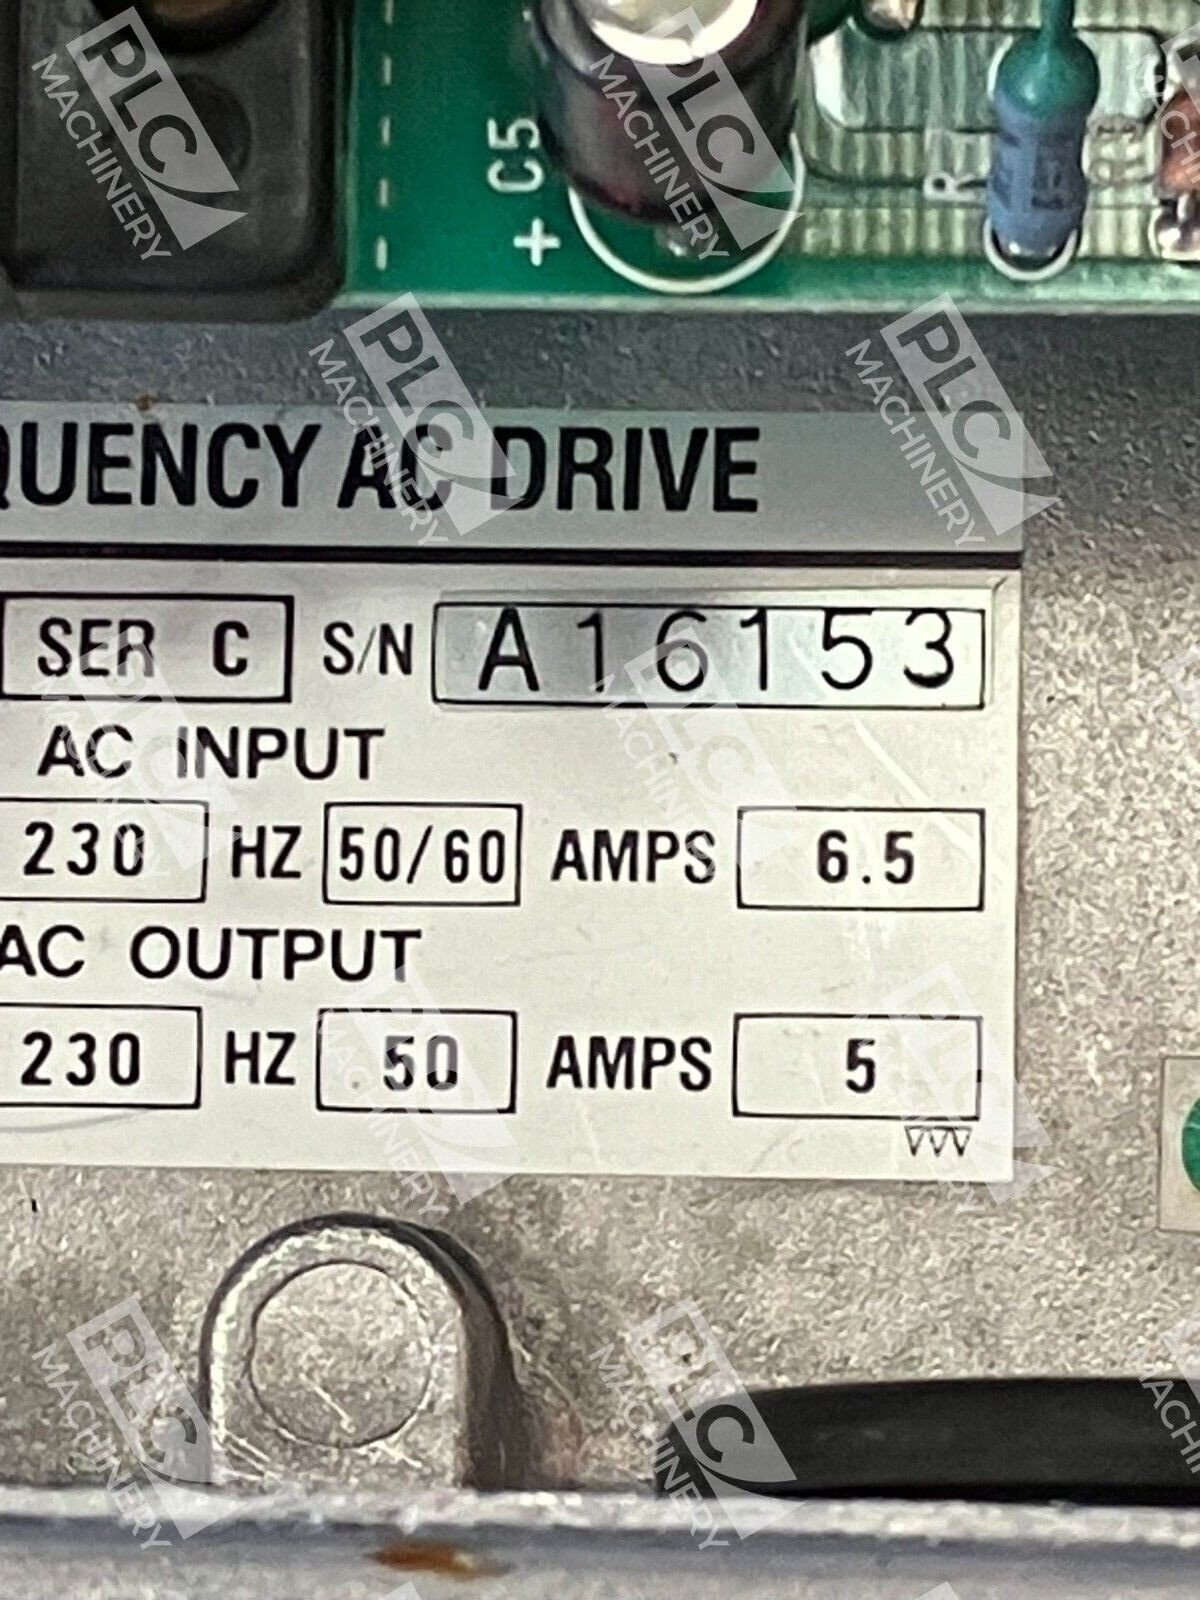 PLC MACHINERY
+ C5
R1
QUENCY AC DRIVE
SER C S/N A16153
AC INPUT
230 HZ 50/60 AMPS 6.5
AC OUTPUT
230 HZ 50 AMPS 5